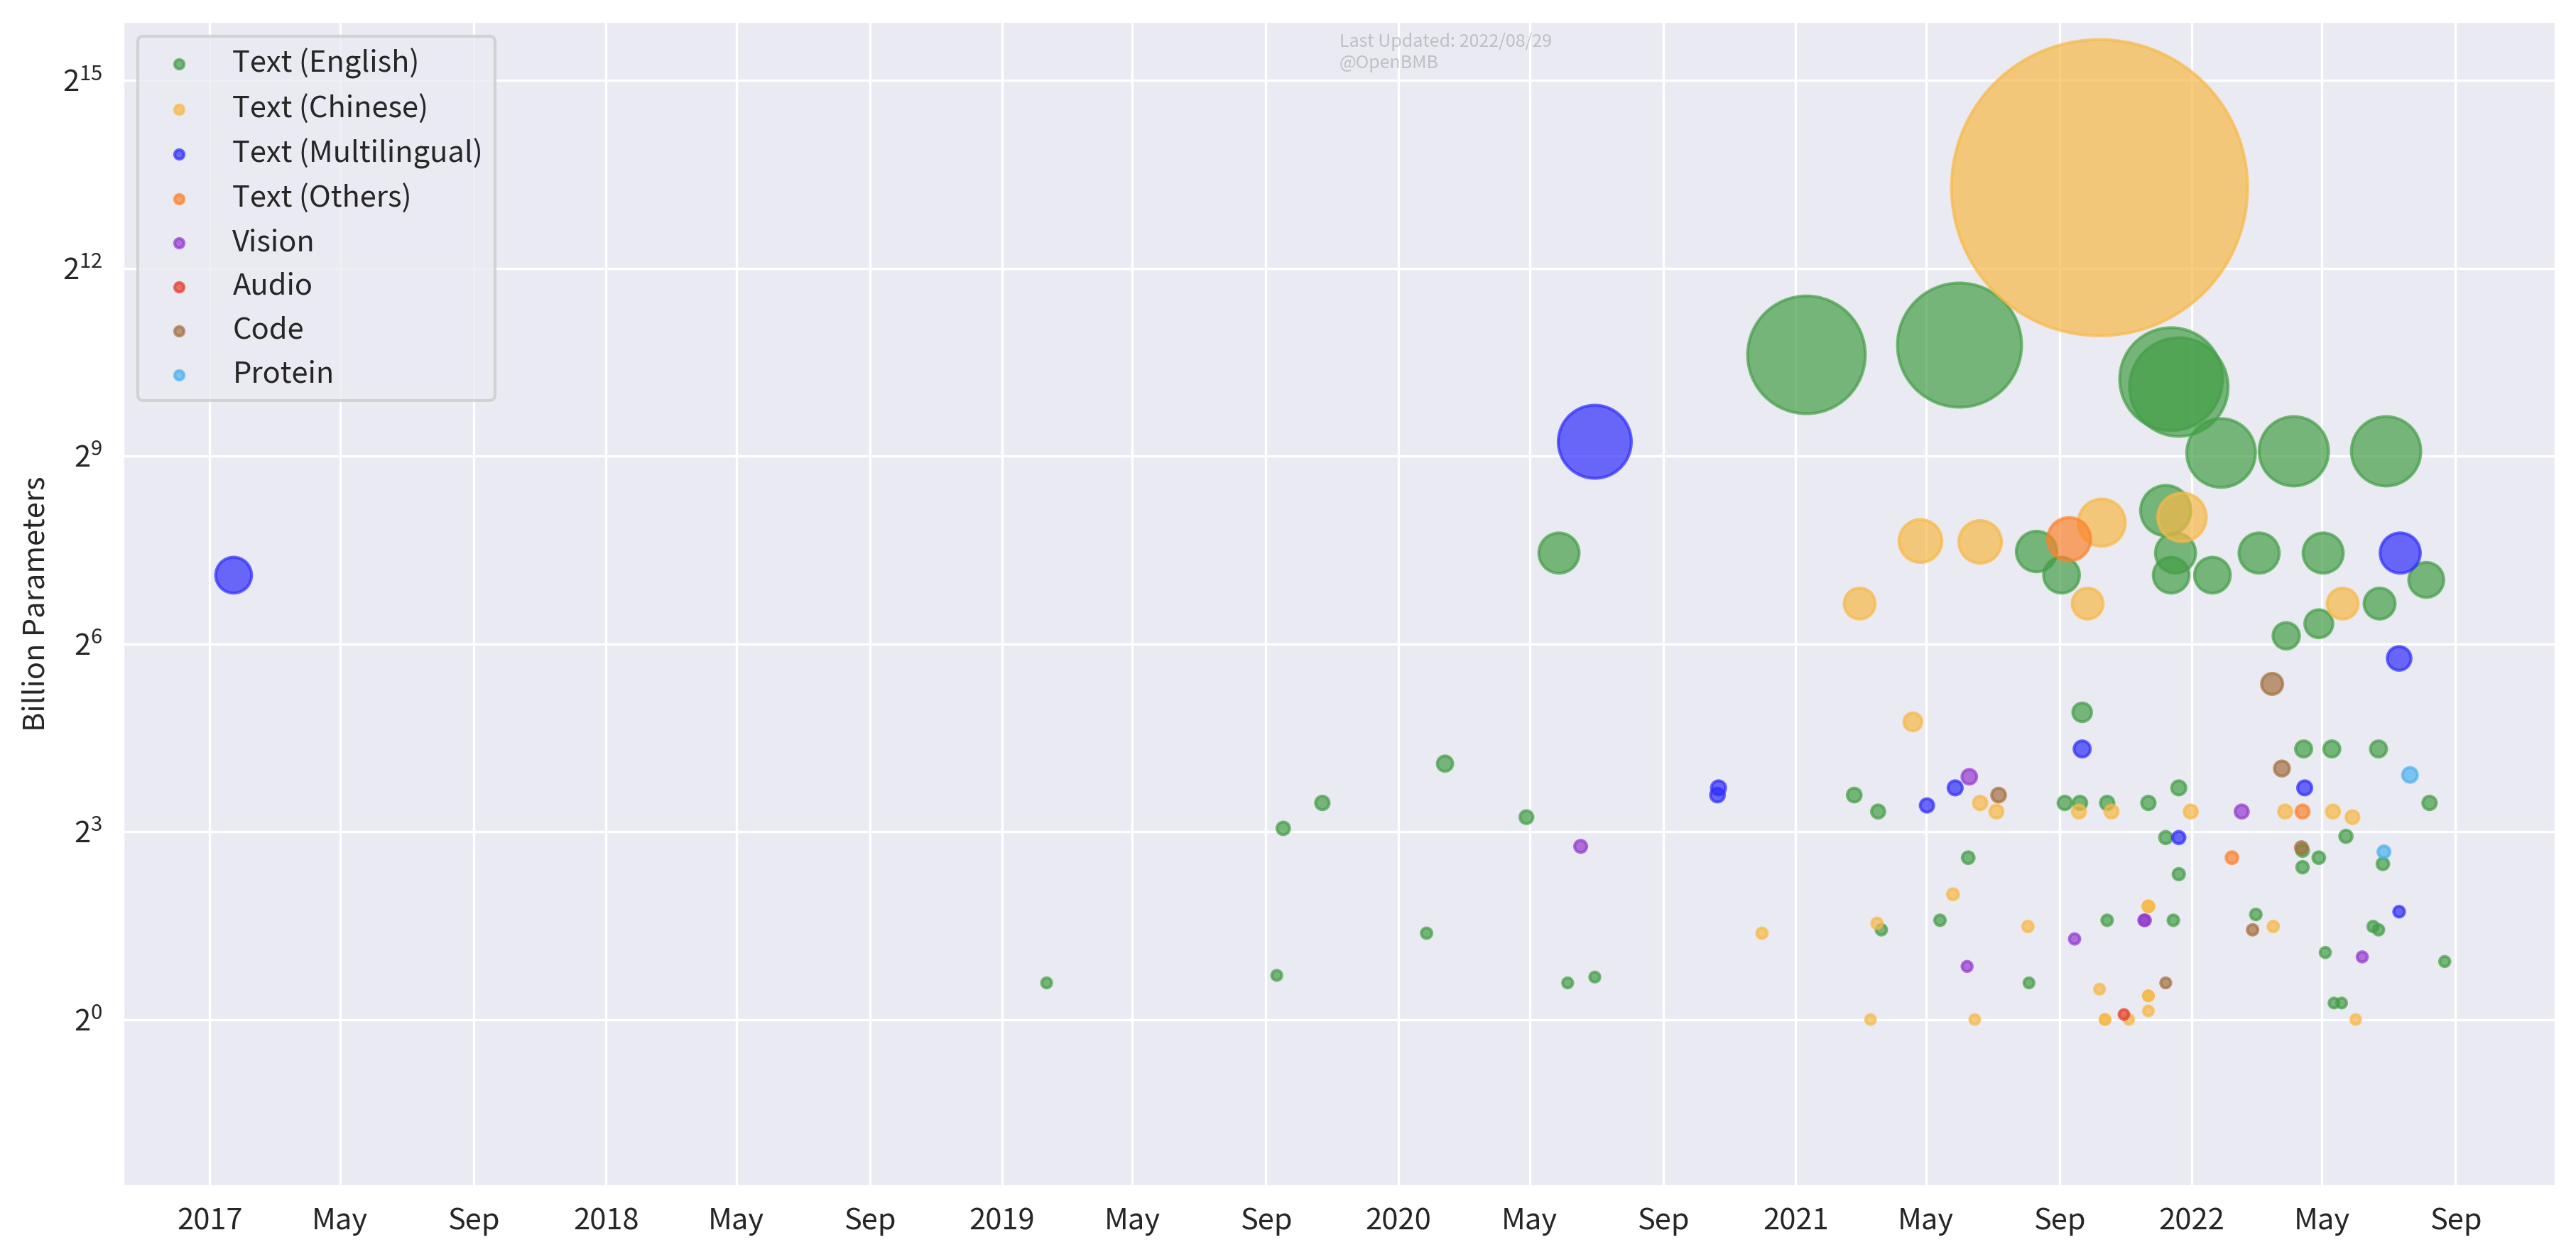 Last Updated: 2022/08/29
@OpenBMB
Text (English)
Text (Chinese)
Text (Multilingual)
Text (Others)
Vision
Audio
Code
Protein
Billion Parameters
2^15
2^12
2^9
2^6
2^3
2^0
2017 May Sep 2018 May Sep 2019 May Sep 2020 May Sep 2021 May Sep 2022 May Sep